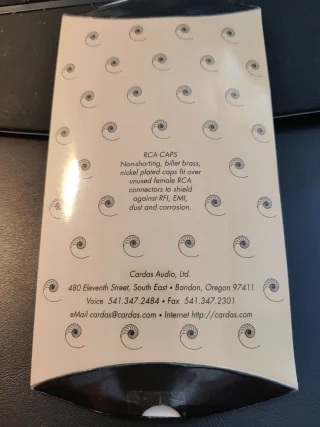 RCA CAPS
Non-shorting, billet brass,
nickel plated caps fit over
unused female RCA
connectors to shield
against RFI, EMI,
dust and corrosion.
Cardas Audio, Ltd.
480 Eleventh Street, South East • Bandon, Oregon 97411
Voice 541.347.2484 • Fax 541.347.2301
eMail cardas@cardas.com • Internet http://cardas.com